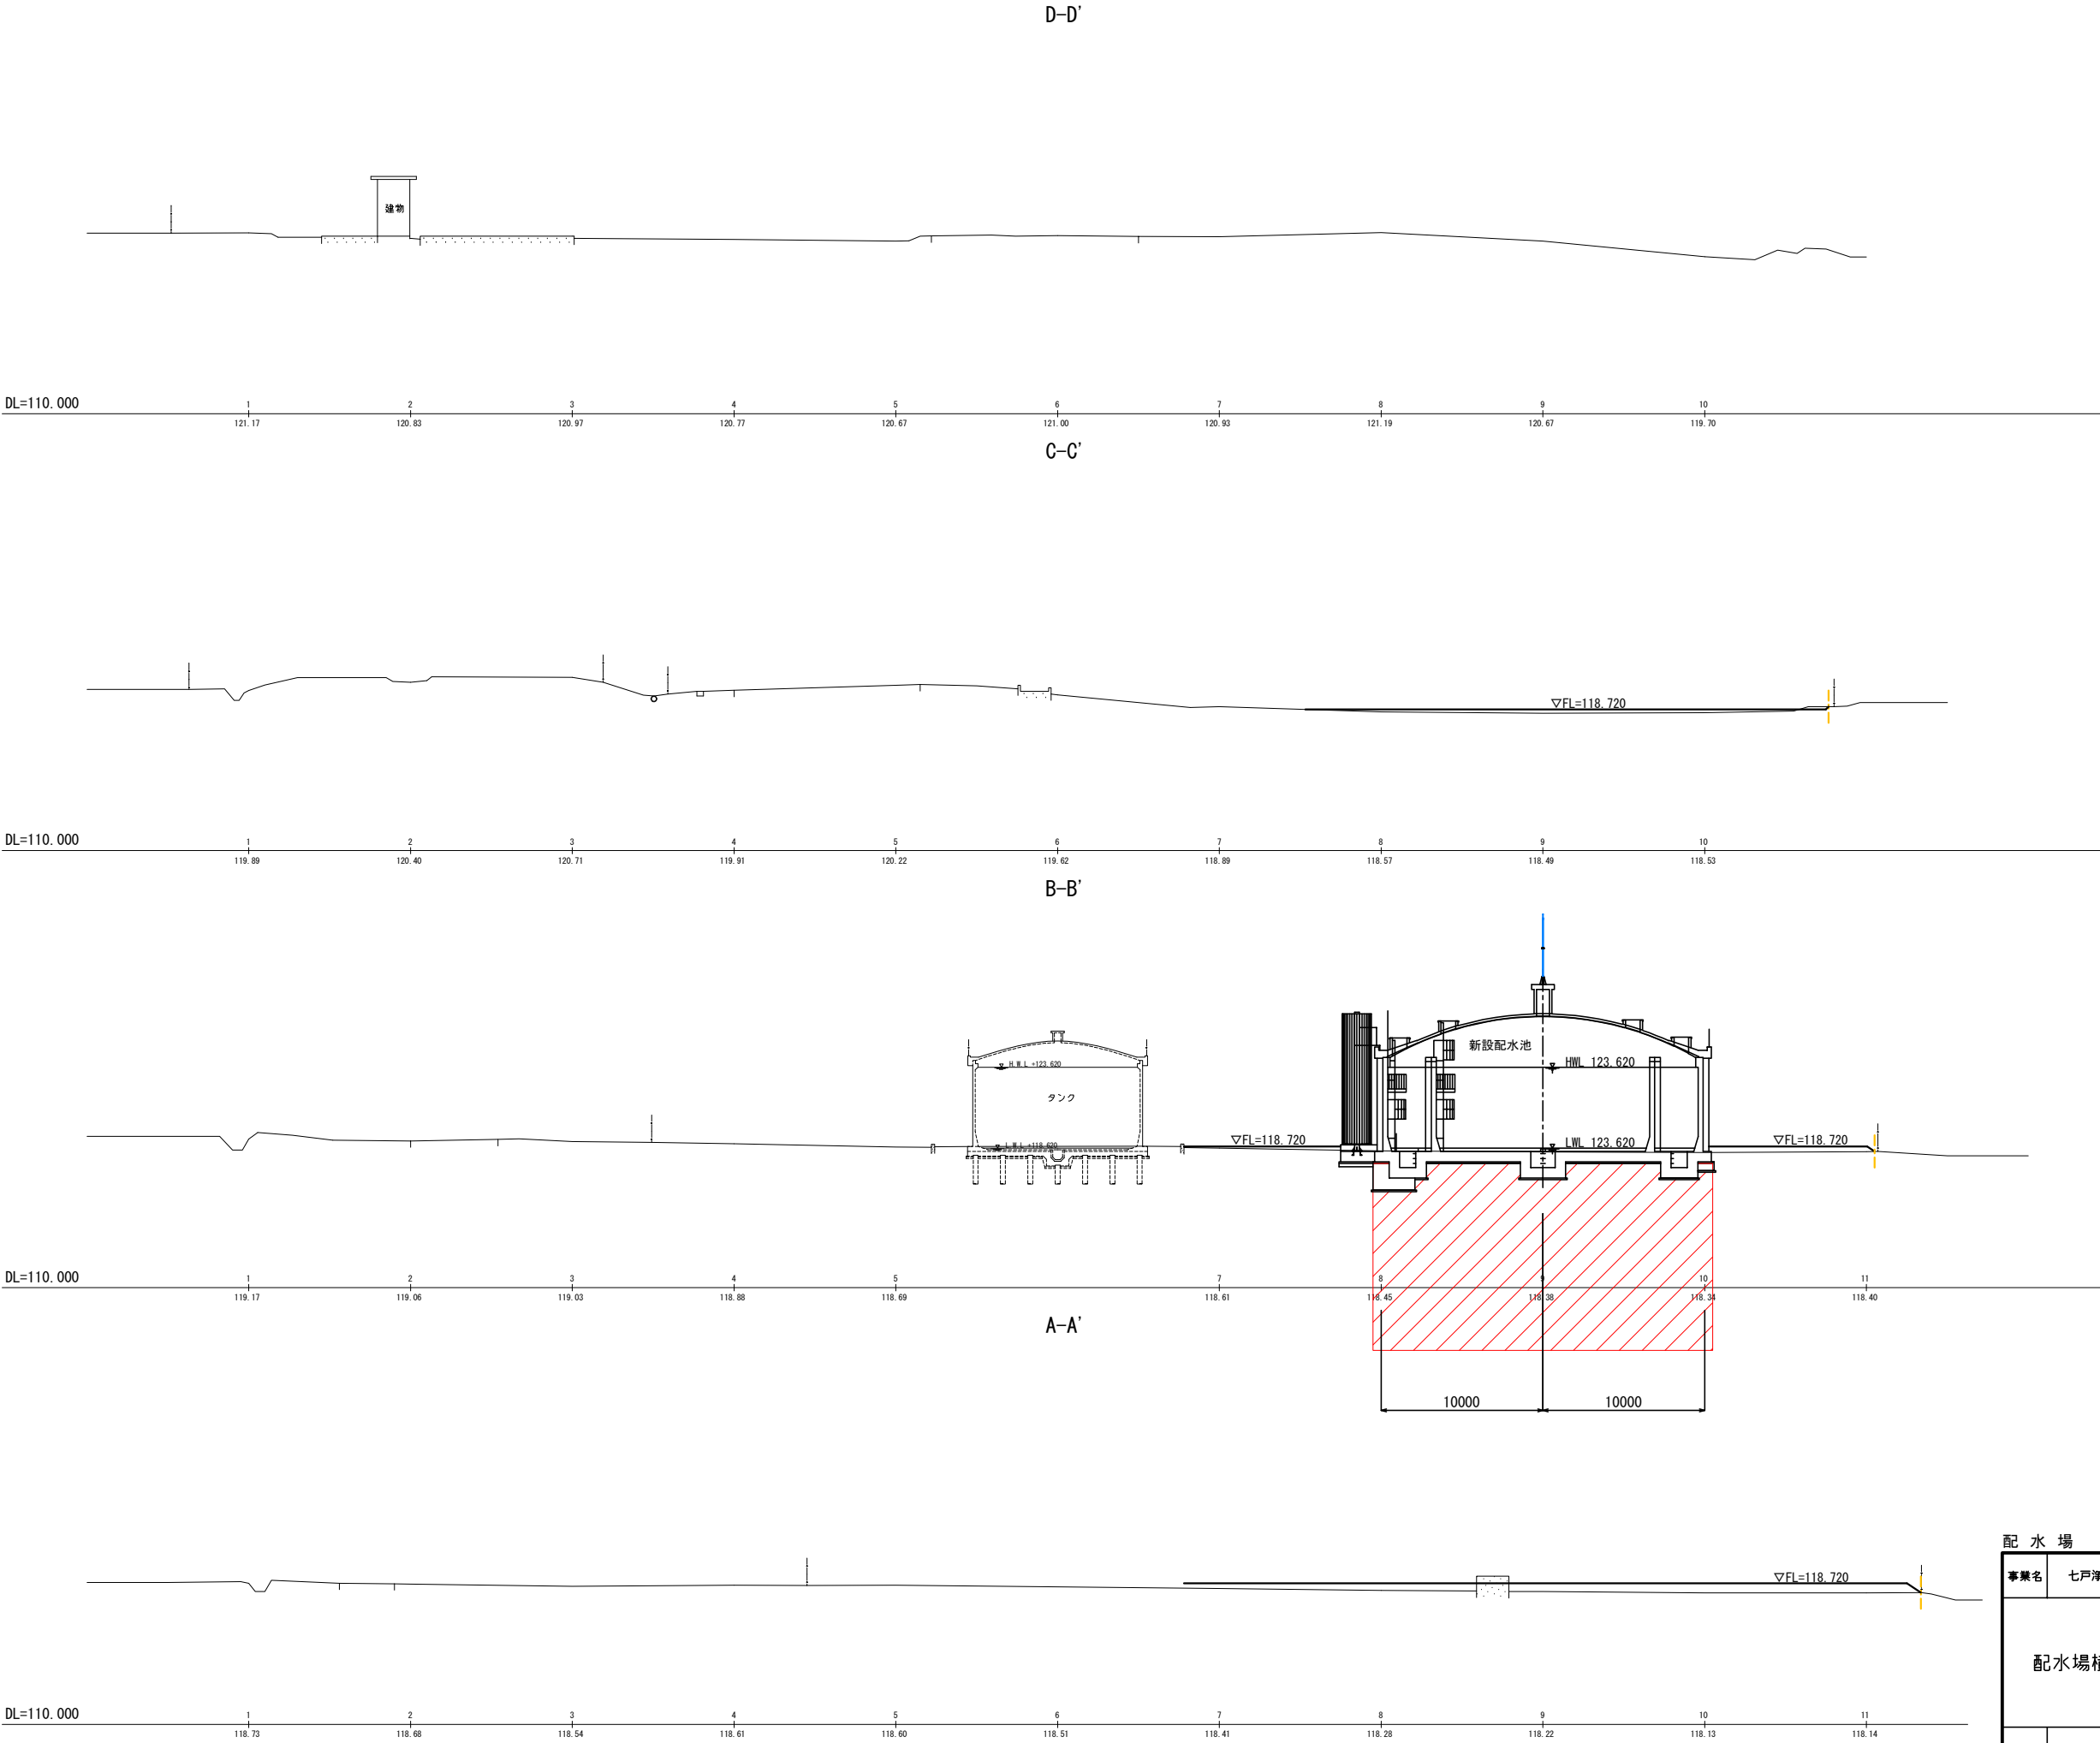 D-D'
建物
DL=110.000
1 2 3 4 5 6 7 8 9 10
121.17 120.83 120.97 120.77 120.67 121.00 120.93 121.19 120.67 119.70
C-C'
▽FL=118.720
DL=110.000
1 2 3 4 5 6 7 8 9 10
119.89 120.40 120.71 119.91 120.22 119.62 118.89 118.57 118.49 118.53
B-B'
新設配水池
H.W.L +123.620
HWL 123.620
タンク
▽FL=118.720
L.W.L +118.620
LWL 123.620
▽FL=118.720
DL=110.000
1 2 3 4 5 7 8 9 10 11
119.17 119.06 119.03 118.88 118.69 118.61 118.45 118.38 118.34 118.40
A-A'
10000 10000
配水場
▽FL=118.720
事業名 七戸
配水場
DL=110.000
1 2 3 4 5 6 7 8 9 10 11
118.73 118.68 118.54 118.61 118.60 118.51 118.41 118.28 118.22 118.13 118.14